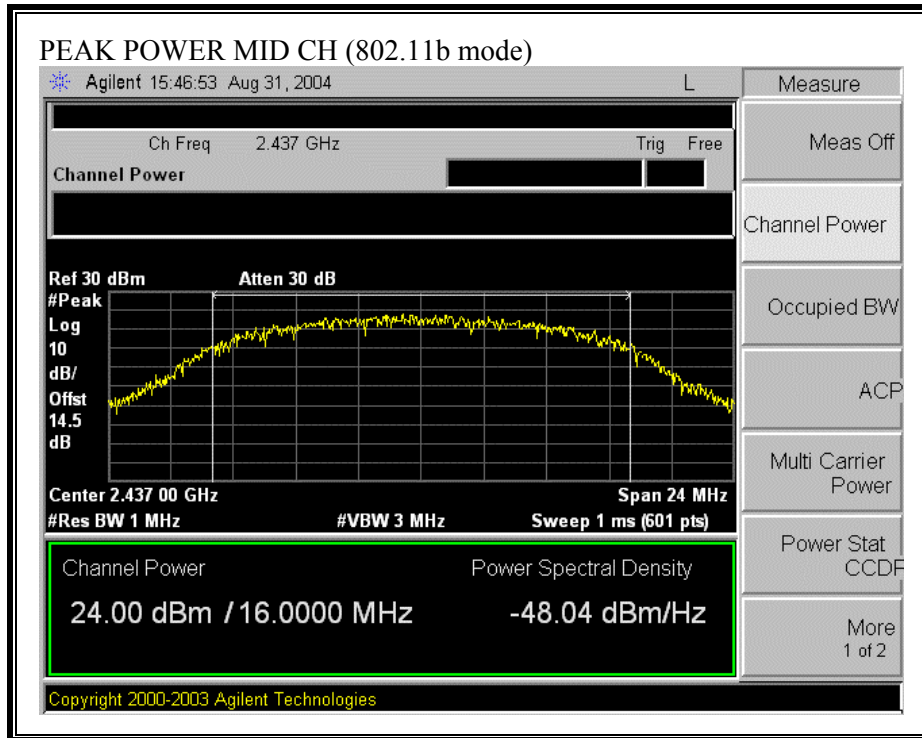 PEAK POWER MID CH (802.11b mode)
Agilent 15:46:53 Aug 31, 2004 L
Measure
Ch Freq 2.437 GHz Trig Free
Meas Off
Channel Power
Channel Power
Ref 30 dBm Atten 30 dB
#Peak
Log
10
dB/
Offst
14.5
dB
Occupied BW
ACP
Center 2.437 00 GHz Span 24 MHz
#Res BW 1 MHz #VBW 3 MHz Sweep 1 ms (601 pts)
Multi Carrier
Power
Channel Power Power Spectral Density
24.00 dBm / 16.0000 MHz -48.04 dBm/Hz
Power Stat
CCDF
More
1 of 2
Copyright 2000-2003 Agilent Technologies